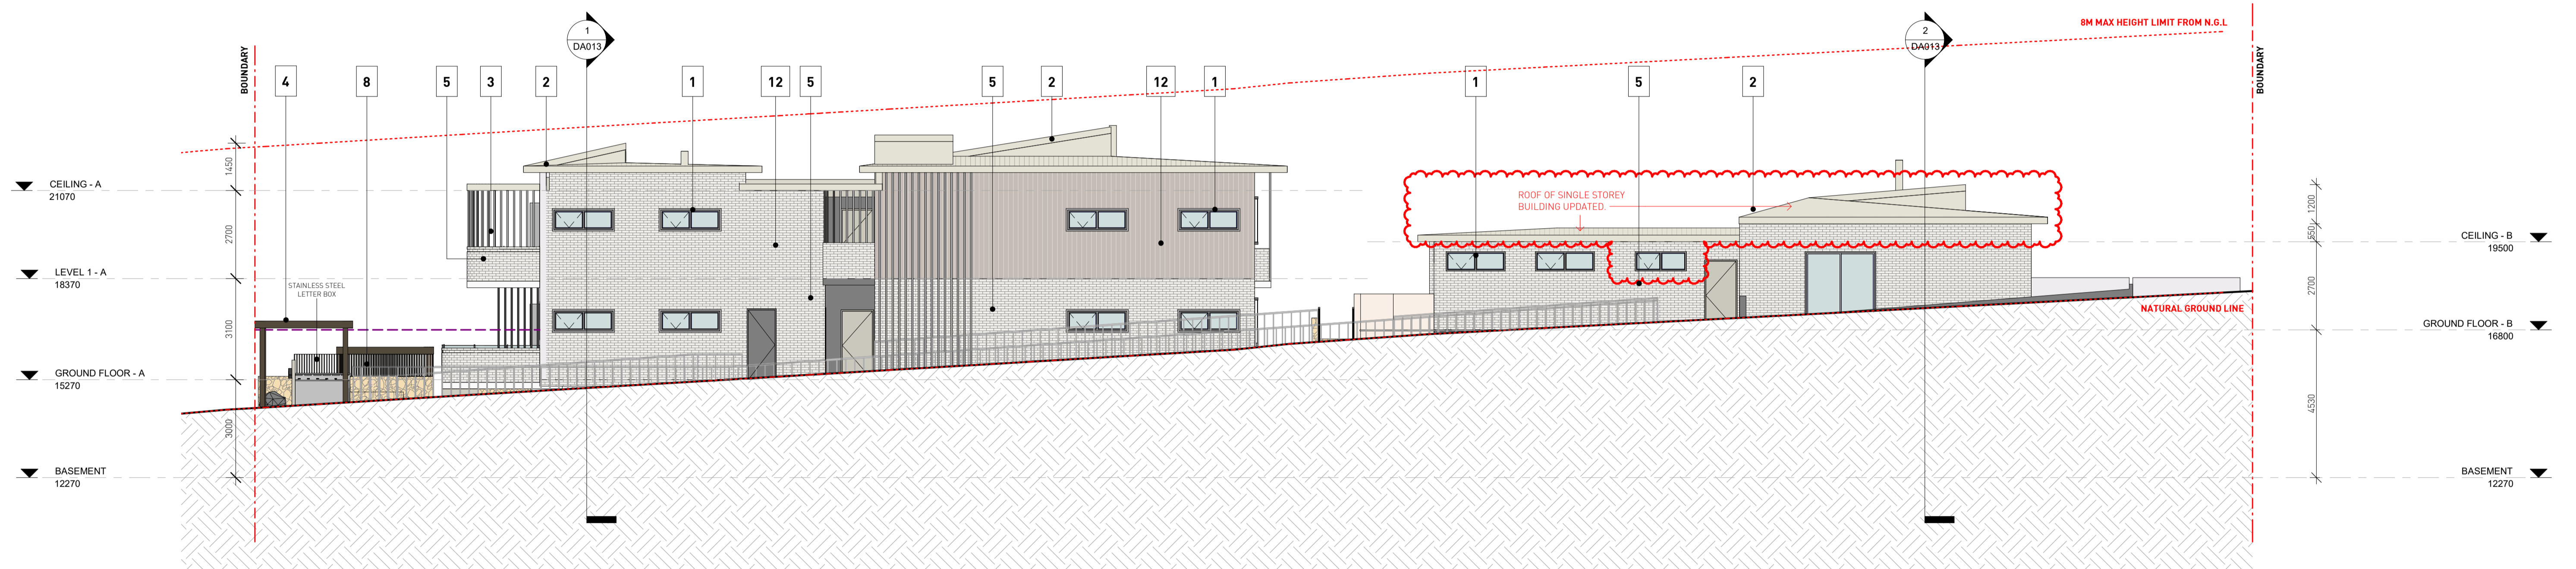 8M MAX HEIGHT LIMIT FROM N.G.L
1
DA013
2
DA013
BOUNDARY
BOUNDARY
4
8
5
3
2
1
12
5
5
2
12
1
1
5
2
1450
2700
3100
3000
CEILING - A
21070
LEVEL 1 - A
18370
GROUND FLOOR - A
15270
BASEMENT
12270
STAINLESS STEEL
LETTER BOX
ROOF OF SINGLE STOREY
BUILDING UPDATED.
NATURAL GROUND LINE
1200
550
2700
4530
CEILING - B
19500
GROUND FLOOR - B
16800
BASEMENT
12270